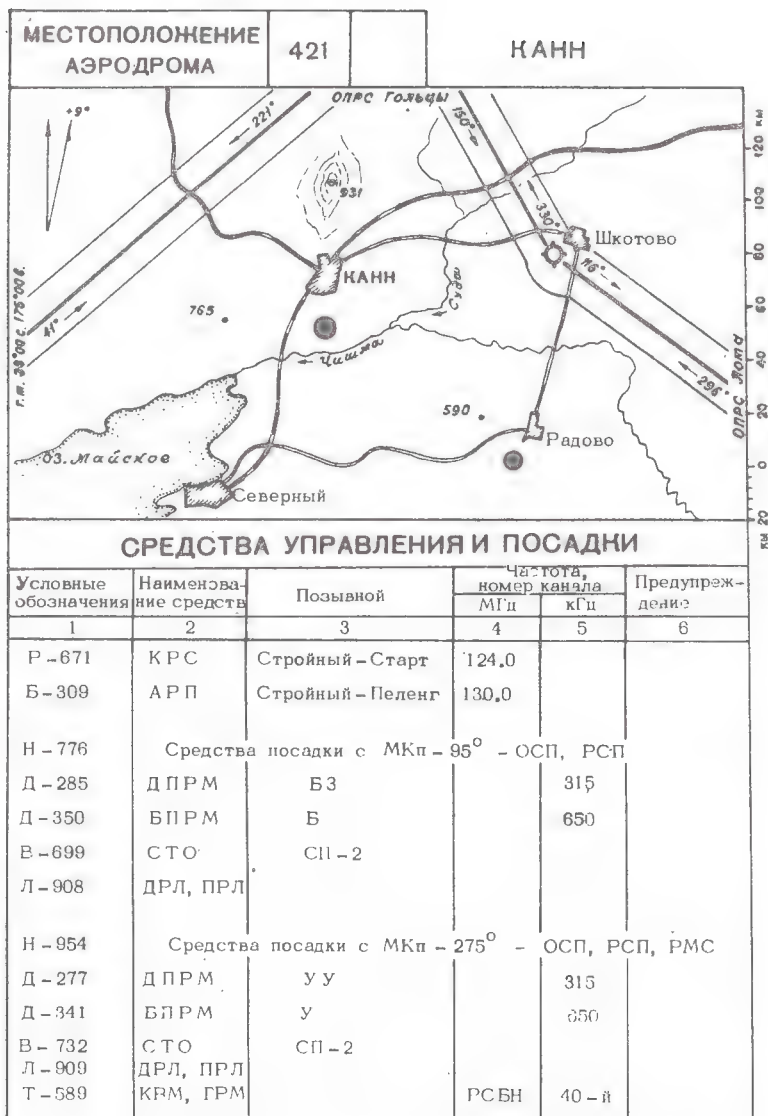 МЕСТОПОЛОЖЕНИЕ
АЭРОДРОМА
421
КАНН
+9°
221°
ОПРС Гольцы
150°
931
330°
Шкотово
КАНН
116°
765
Суда
41°
Чишма
296°
590
Радово
оз. Майское
Северный
ОПРС Мота
км
120
100
80
60
40
20
0
20
км
СРЕДСТВА УПРАВЛЕНИЯ И ПОСАДКИ
Условные обозначения Наименова-ние средств Позывной Частота, номер канала МГц кГц Предупреж-дение
1 2 3 4 5 6
Р-671 КРС Стройный-Старт 124.0
Б-309 АРП Стройный-Пеленг 130.0
Н-776 Средства посадки с МКп-95° - ОСП, РСП
Д-285 ДПРМ БЗ 315
Д-350 БПРМ Б 650
В-699 СТО СП-2
Л-908 ДРЛ, ПРЛ
Н-954 Средства посадки с МКп-275° - ОСП, РСП, РМС
Д-277 ДПРМ УУ 315
Д-341 БПРМ У 650
В-732 СТО СП-2
Л-909 ДРЛ, ПРЛ
Т-589 КРМ, ГРМ РСБН 40-й